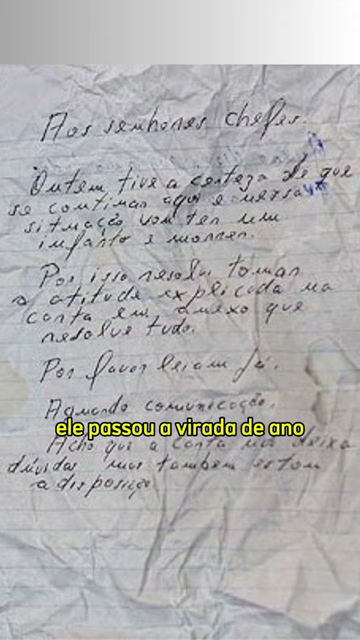 Aos senhores chefes.
Ontem tive a certeza de que
se continuar aqui e nessa
situação vou ter um
infarto e morrer.
Por isso resolvi tomar
a atitude explicada na
carta em anexo que
resolve tudo.
Por favor leiam já.
Aguardo comunicação.
ele passou a virada de ano
Acho que a carta não deixa
dúvidas mas também estou
a disposição